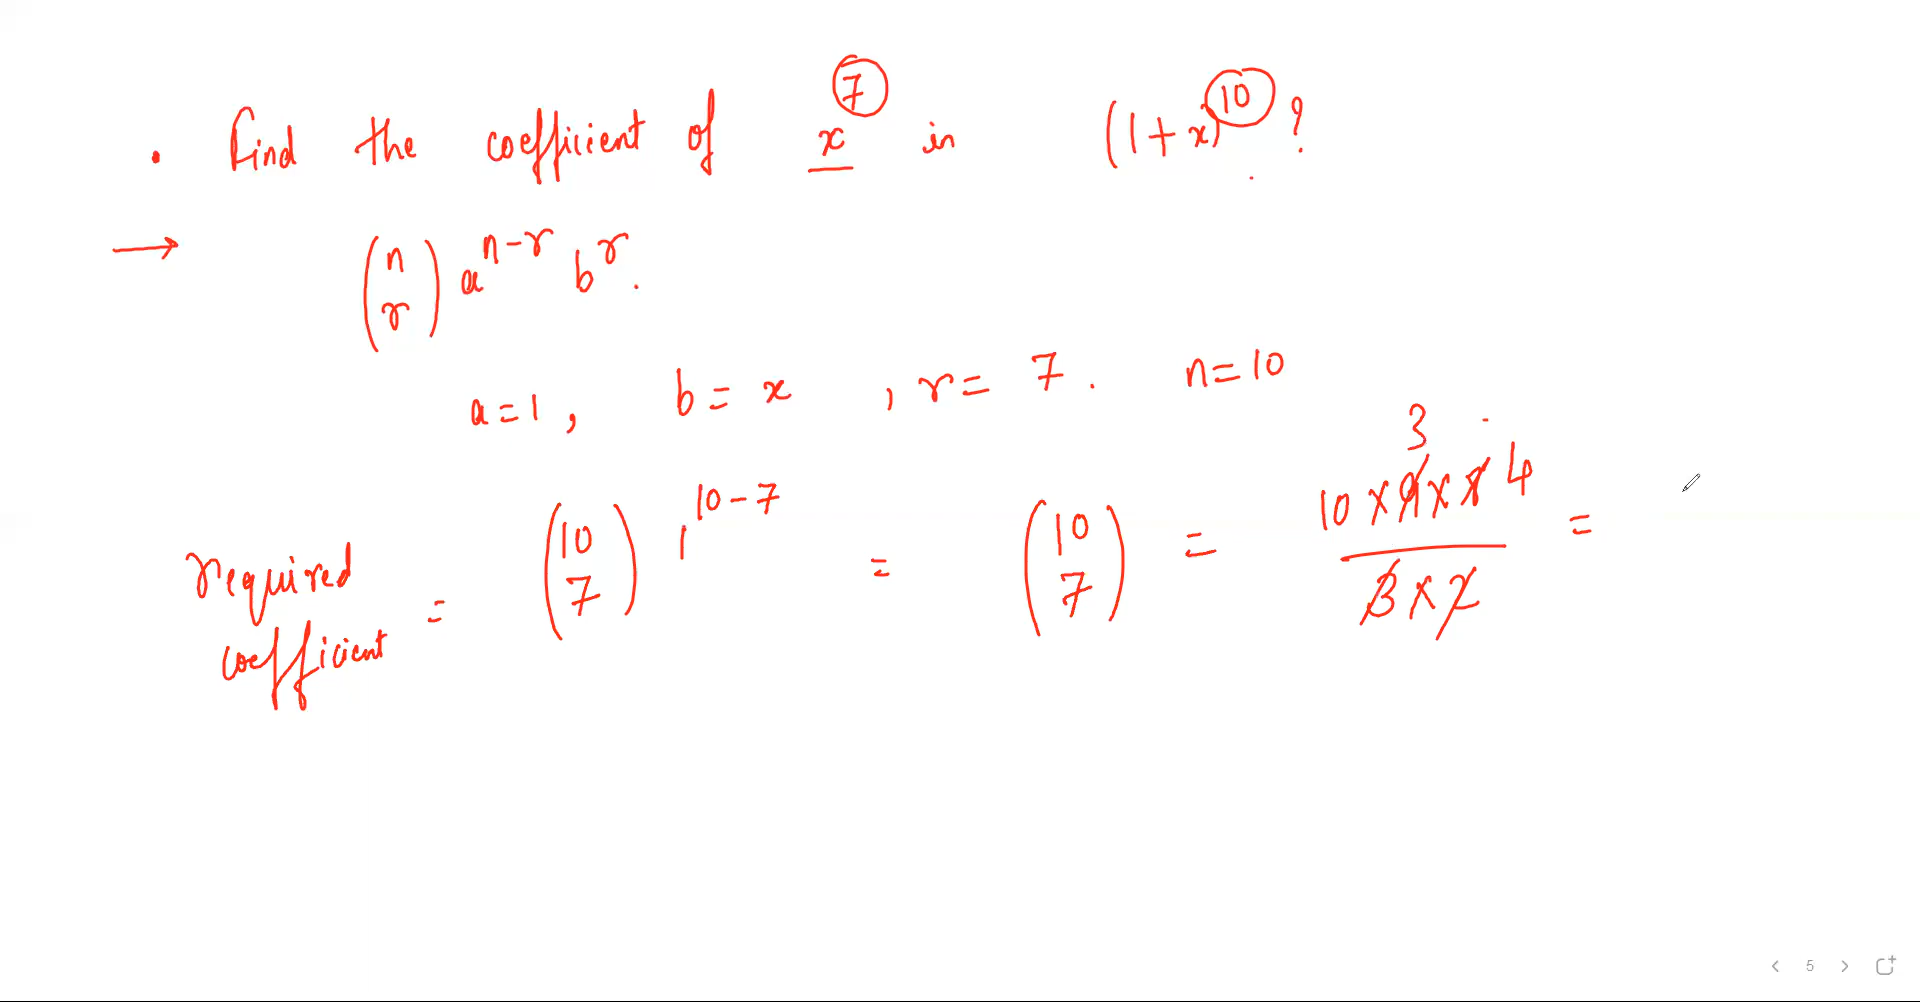 . Find the coefficient of x^7 in (1+x)^10 ?
→ (n r) a^n-r b^r.
a=1, b=x , r=7. n=10
required coefficient = (10 7) 1^10-7 = (10 7) = 10×9×8 / 3×2 =
3 4
5